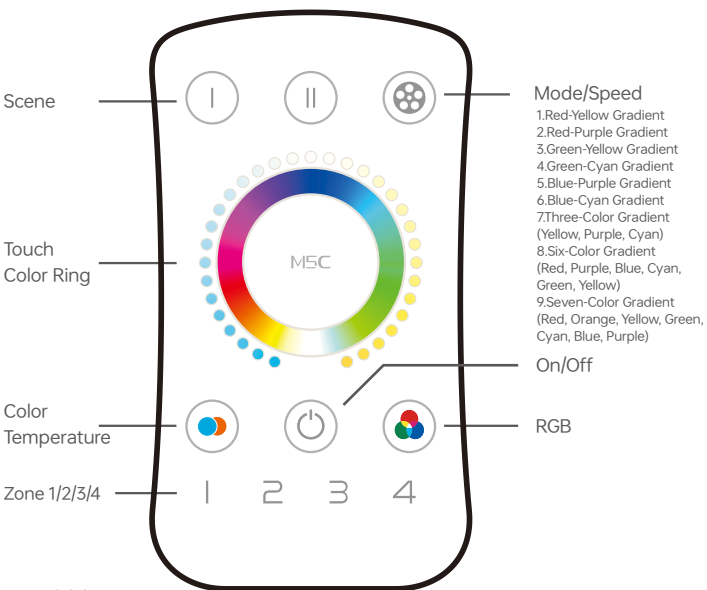 Scene
I
II
Mode/Speed
1.Red-Yellow Gradient
2.Red-Purple Gradient
3.Green-Yellow Gradient
4.Green-Cyan Gradient
5.Blue-Purple Gradient
6.Blue-Cyan Gradient
7.Three-Color Gradient
(Yellow, Purple, Cyan)
8.Six-Color Gradient
(Red, Purple, Blue, Cyan,
Green, Yellow)
9.Seven-Color Gradient
(Red, Orange, Yellow, Green,
Cyan, Blue, Purple)
Touch
Color Ring
M5C
On/Off
Color
Temperature
RGB
Zone 1/2/3/4
1 2 3 4